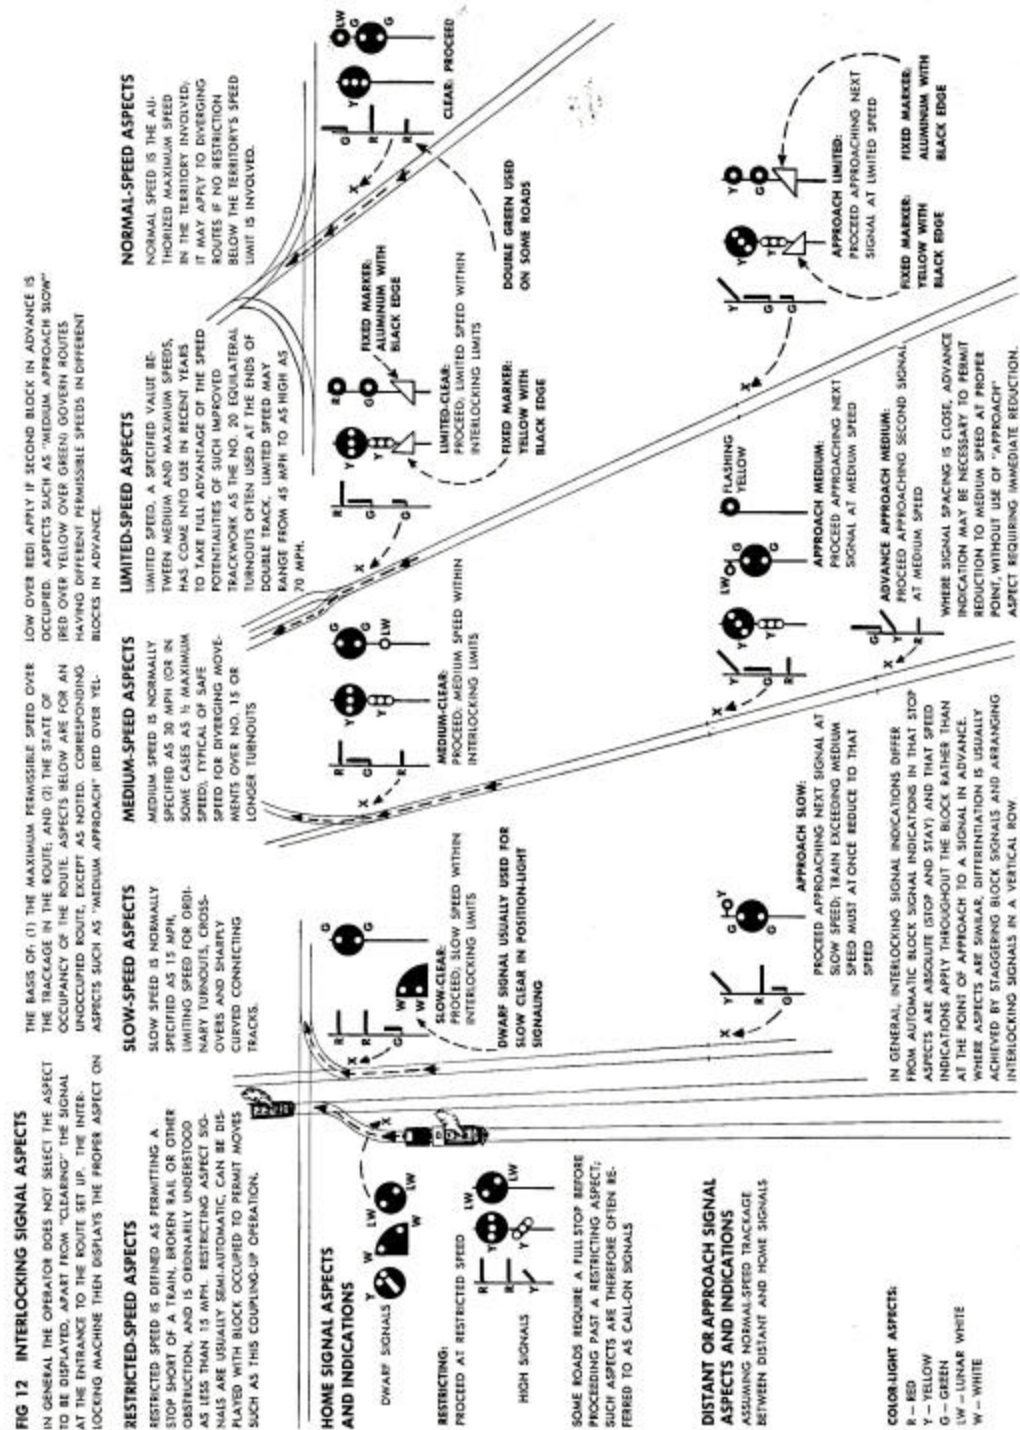 FIG 12 INTERLOCKING SIGNAL ASPECTS
IN GENERAL THE OPERATOR DOES NOT SELECT THE ASPECT
TO BE DISPLAYED, APART FROM "CLEARING" THE SIGNAL
AT THE ENTRANCE TO THE ROUTE SET UP. THE INTER-
LOCKING MACHINE THEN DISPLAYS THE PROPER ASPECT ON
THE BASIS OF: (1) THE MAXIMUM PERMISSIBLE SPEED OVER
THE TRACKAGE IN THE ROUTE; AND (2) THE STATE OF
OCCUPANCY OF THE ROUTE. ASPECTS BELOW ARE FOR AN
UNOCCUPIED ROUTE, EXCEPT AS NOTED. CORRESPONDING
ASPECTS SUCH AS "MEDIUM APPROACH" (RED OVER YEL-
LOW OVER RED) APPLY IF SECOND BLOCK IN ADVANCE IS
OCCUPIED. ASPECTS SUCH AS "MEDIUM APPROACH SLOW"
(RED OVER YELLOW OVER GREEN) GOVERN ROUTES
HAVING DIFFERENT PERMISSIBLE SPEEDS IN DIFFERENT
BLOCKS IN ADVANCE.
RESTRICTED-SPEED ASPECTS
RESTRICTED SPEED IS DEFINED AS PERMITTING A
STOP SHORT OF A TRAIN, BROKEN RAIL OR OTHER
OBSTRUCTION, AND IS ORDINARILY UNDERSTOOD
AS LESS THAN 15 MPH. RESTRICTING ASPECT SIG-
NALS ARE USUALLY SEMI-AUTOMATIC, CAN BE DIS-
PLAYED WITH BLOCK OCCUPIED TO PERMIT MOVES
SUCH AS THIS COUPLING-UP OPERATION.
SLOW-SPEED ASPECTS
SLOW SPEED IS NORMALLY
SPECIFIED AS 15 MPH,
LIMITING SPEED FOR ORDI-
NARY TURNOUTS, CROSS-
OVERS AND SHARPLY
CURVED CONNECTING
TRACKS.
MEDIUM-SPEED ASPECTS
MEDIUM SPEED IS NORMALLY
SPECIFIED AS 30 MPH (OR IN
SOME CASES AS ½ MAXIMUM
SPEED), TYPICAL OF SAFE
SPEED FOR DIVERGING MOVE-
MENTS OVER NO. 15 OR
LONGER TURNOUTS
LIMITED-SPEED ASPECTS
LIMITED SPEED, A SPECIFIED VALUE BE-
TWEEN MEDIUM AND MAXIMUM SPEEDS,
HAS COME INTO USE IN RECENT YEARS
TO TAKE FULL ADVANTAGE OF THE SPEED
POTENTIALITIES OF SUCH IMPROVED
TRACKWORK AS THE NO. 20 EQUILATERAL
TURNOUTS OFTEN USED AT THE ENDS OF
DOUBLE TRACK. LIMITED SPEED MAY
RANGE FROM 45 MPH TO AS HIGH AS
70 MPH.
NORMAL-SPEED ASPECTS
NORMAL SPEED IS THE AU-
THORIZED MAXIMUM SPEED
IN THE TERRITORY INVOLVED;
IT MAY APPLY TO DIVERGING
ROUTES IF NO RESTRICTION
BELOW THE TERRITORY'S SPEED
LIMIT IS INVOLVED.
HOME SIGNAL ASPECTS
AND INDICATIONS
Y
W
W
LW
LW
DWARF SIGNALS
X
RESTRICTING:
PROCEED AT RESTRICTED SPEED
R
R
Y
Y
Y
LW
LW
HIGH SIGNALS
SOME ROADS REQUIRE A FULL STOP BEFORE
PROCEEDING PAST A RESTRICTING ASPECT;
SUCH ASPECTS ARE THEREFORE OFTEN RE-
FERRED TO AS CALL-ON SIGNALS
X
R
R
G
W
W
G
G
SLOW-CLEAR:
PROCEED; SLOW SPEED WITHIN
INTERLOCKING LIMITS
DWARF SIGNAL USUALLY USED FOR
SLOW CLEAR IN POSITION-LIGHT
SIGNALING
X
R
G
R
Y
Y
G
G
LW
MEDIUM-CLEAR:
PROCEED; MEDIUM SPEED WITHIN
INTERLOCKING LIMITS
X
R
G
G
Y
Y
R
G
FIXED MARKER:
ALUMINUM WITH
BLACK EDGE
LIMITED-CLEAR:
PROCEED; LIMITED SPEED WITHIN
INTERLOCKING LIMITS
FIXED MARKER:
YELLOW WITH
BLACK EDGE
X
G
R
R
Y
LW
G
G
CLEAR: PROCEED
DOUBLE GREEN USED
ON SOME ROADS
DISTANT OR APPROACH SIGNAL
ASPECTS AND INDICATIONS
ASSUMING NORMAL-SPEED TRACKAGE
BETWEEN DISTANT AND HOME SIGNALS
X
Y
R
G
G
G
Y
APPROACH SLOW:
PROCEED APPROACHING NEXT SIGNAL AT
SLOW SPEED; TRAIN EXCEEDING MEDIUM
SPEED MUST AT ONCE REDUCE TO THAT
SPEED
X
Y
G
R
Y
Y
LW
G
G
FLASHING
YELLOW
APPROACH MEDIUM:
PROCEED APPROACHING NEXT
SIGNAL AT MEDIUM SPEED
X
G
Y
R
ADVANCE APPROACH MEDIUM:
PROCEED APPROACHING SECOND SIGNAL
AT MEDIUM SPEED
WHERE SIGNAL SPACING IS CLOSE, ADVANCE
INDICATION MAY BE NECESSARY TO PERMIT
REDUCTION TO MEDIUM SPEED AT PROPER
POINT, WITHOUT USE OF "APPROACH"
ASPECT REQUIRING IMMEDIATE REDUCTION.
X
Y
G
G
Y
Y
Y
G
APPROACH LIMITED:
PROCEED APPROACHING NEXT
SIGNAL AT LIMITED SPEED
FIXED MARKER:
YELLOW WITH
BLACK EDGE
FIXED MARKER:
ALUMINUM WITH
BLACK EDGE
COLOR-LIGHT ASPECTS:
R – RED
Y – YELLOW
G – GREEN
LW – LUNAR WHITE
W – WHITE
IN GENERAL, INTERLOCKING SIGNAL INDICATIONS DIFFER
FROM AUTOMATIC BLOCK SIGNAL INDICATIONS IN THAT STOP
ASPECTS ARE ABSOLUTE (STOP AND STAY) AND THAT SPEED
INDICATIONS APPLY THROUGHOUT THE BLOCK RATHER THAN
AT THE POINT OF APPROACH TO A SIGNAL IN ADVANCE.
WHERE ASPECTS ARE SIMILAR, DIFFERENTIATION IS USUALLY
ACHIEVED BY STAGGERING BLOCK SIGNALS AND ARRANGING
INTERLOCKING SIGNALS IN A VERTICAL ROW.